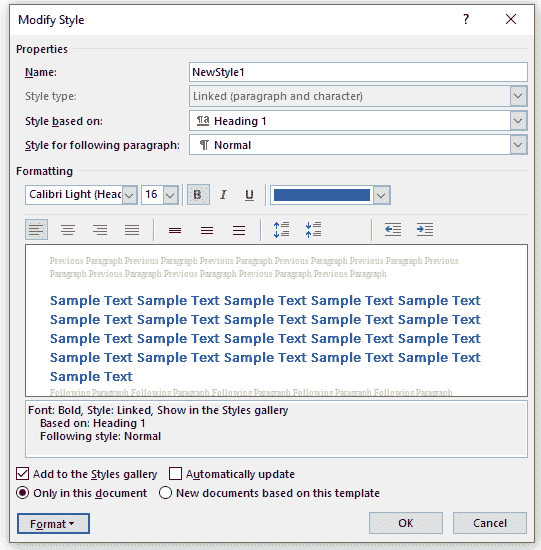 Modify Style
Properties
Name: NewStyle1
Style type: Linked (paragraph and character)
Style based on: ¶a Heading 1
Style for following paragraph: ¶ Normal
Formatting
Calibri Light (Head 16 B I U
Previous Paragraph Previous Paragraph Previous Paragraph Previous Paragraph Previous
Paragraph Previous Paragraph Previous Paragraph Previous Paragraph Previous Paragraph
Sample Text Sample Text Sample Text Sample Text Sample Text
Sample Text Sample Text Sample Text Sample Text Sample Text
Sample Text Sample Text Sample Text Sample Text Sample Text
Sample Text Sample Text Sample Text Sample Text Sample Text
Sample Text
Following Paragraph Following Paragraph Following Paragraph Following Paragraph Following
Font: Bold, Style: Linked, Show in the Styles gallery
Based on: Heading 1
Following style: Normal
Add to the Styles gallery Automatically update
Only in this document New documents based on this template
Format OK Cancel